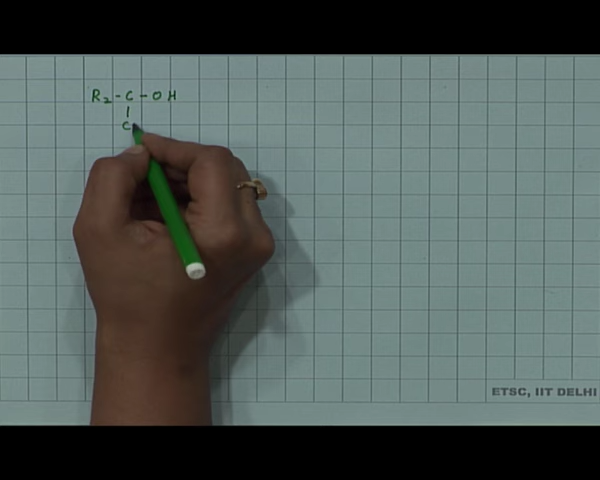 R₂-C-OH
|
C
ETSC, IIT DELHI